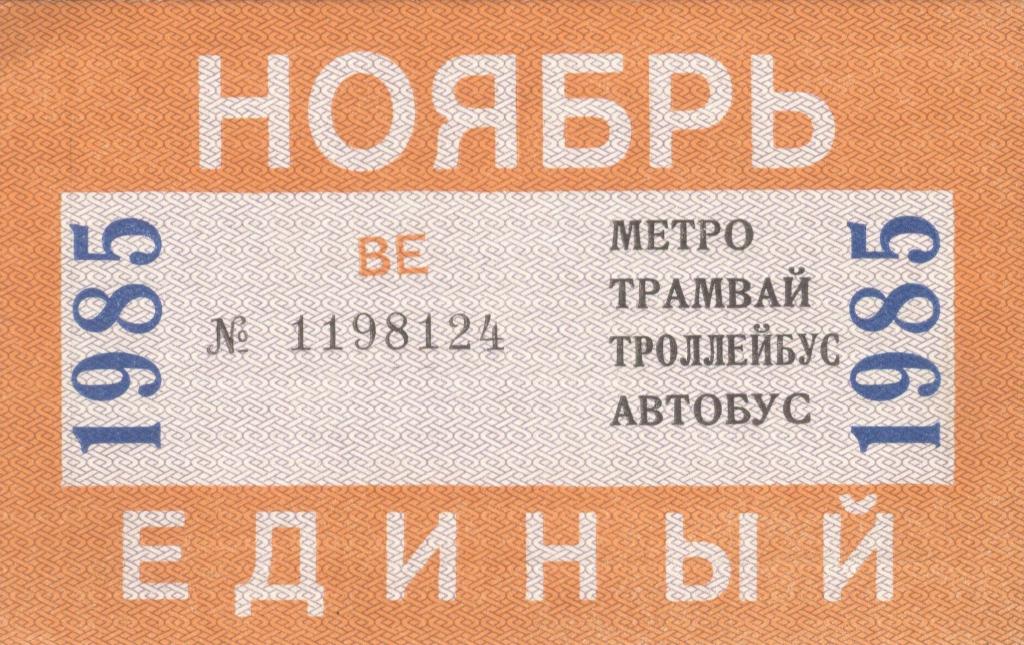 НОЯБРЬ
1985
ВЕ
№ 1198124
МЕТРО
ТРАМВАЙ
ТРОЛЛЕЙБУС
АВТОБУС
1985
ЕДИНЫЙ